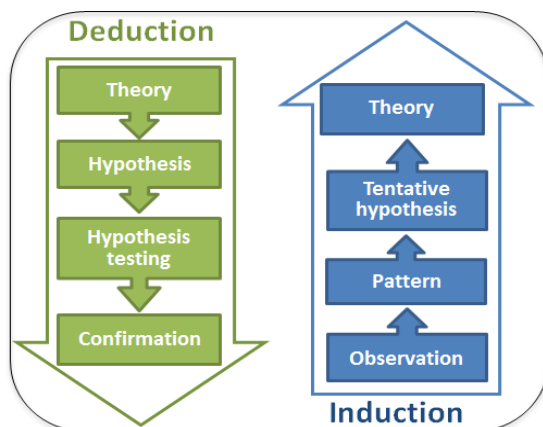 Deduction
Theory
Hypothesis
Hypothesis
testing
Confirmation
Theory
Tentative
hypothesis
Pattern
Observation
Induction